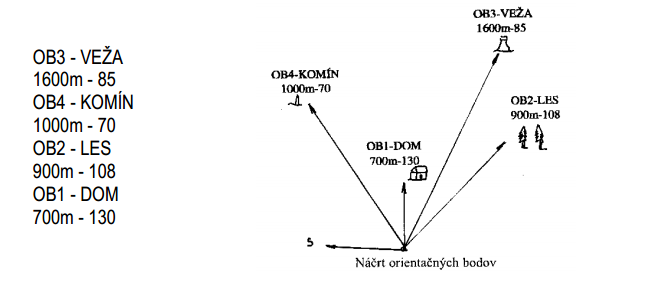 OB3 - VEŽA
1600m - 85
OB4 - KOMÍN
1000m - 70
OB2 - LES
900m - 108
OB1 - DOM
700m - 130
OB3-VEŽA
1600m-85
OB4-KOMÍN
1000m-70
OB2-LES
900m-108
OB1-DOM
700m-130
S
Náčrt orientačných bodov